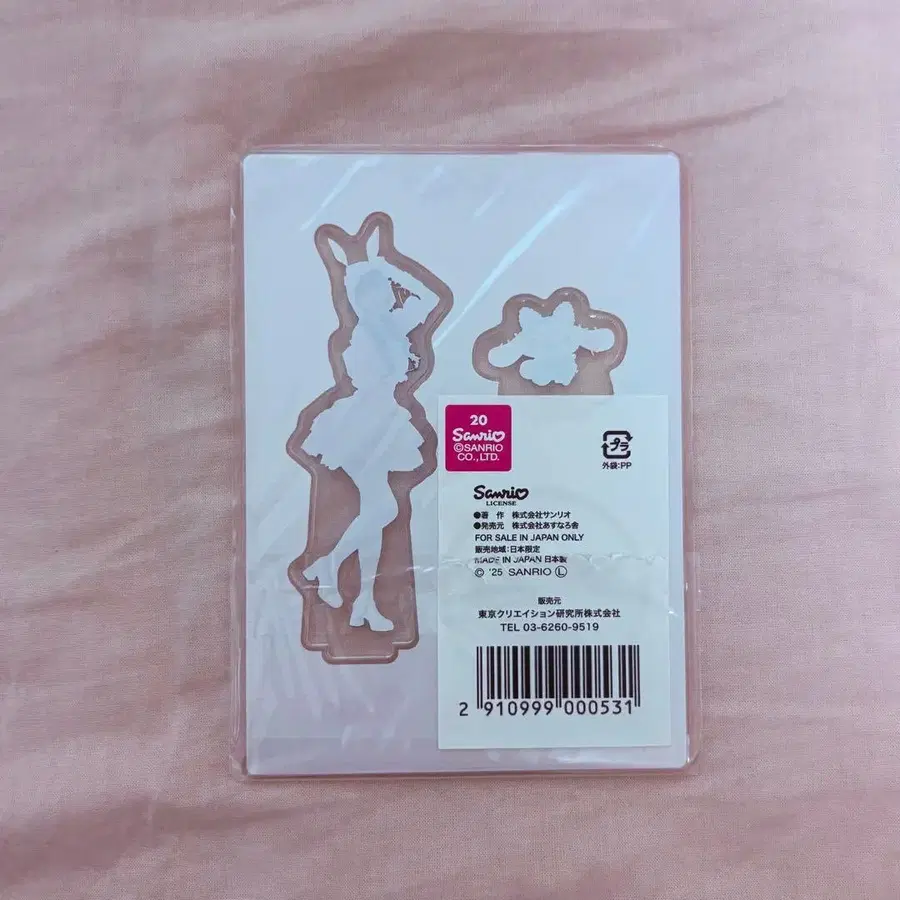 20
Sanrio
©SANRIO
CO.,LTD.
プラ
外袋:PP
Sanrio
LICENSE
●著 作 株式会社サンリオ
●発売元 株式会社あすなろ舎
FOR SALE IN JAPAN ONLY
販売地域:日本限定
MADE IN JAPAN 日本製
© '25 SANRIO Ⓛ
販売元
東京クリエイション研究所株式会社
TEL 03-6260-9519
2 910999 000531